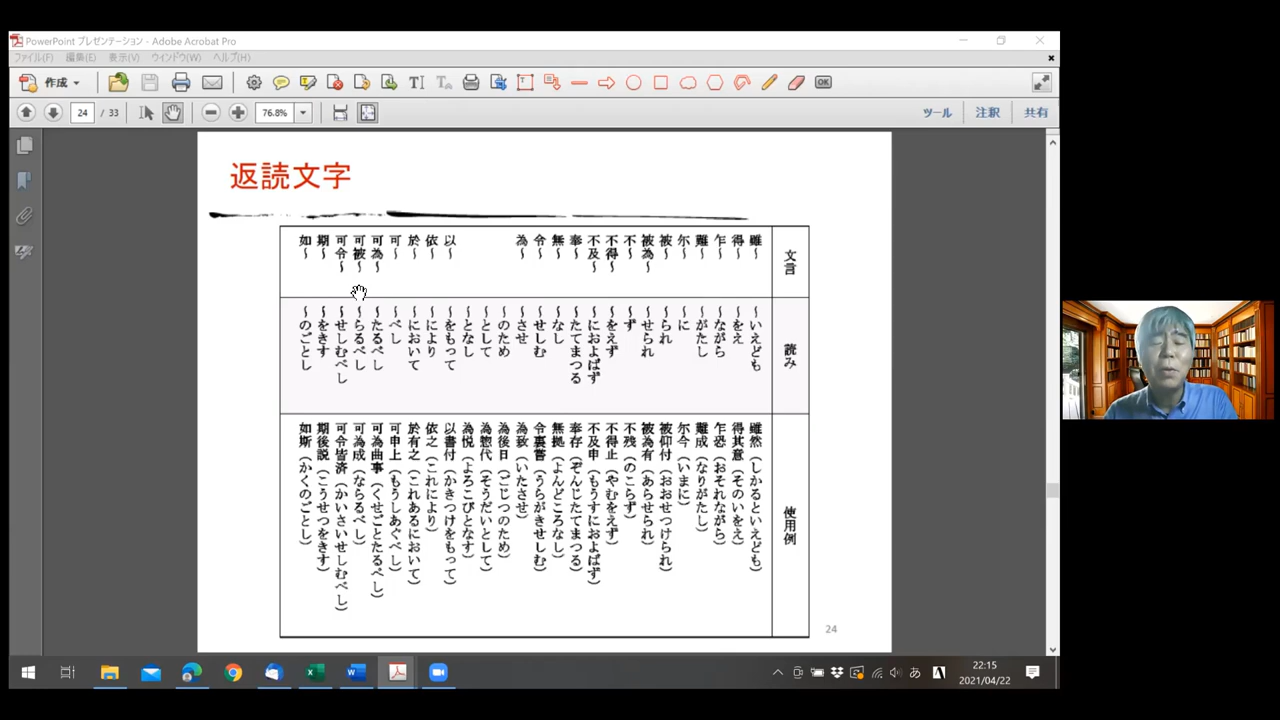 PowerPoint プレゼンテーション - Adobe Acrobat Pro
ファイル(F) 編集(E) 表示(V) ウィンドウ(W) ヘルプ(H)
作成
OK
24 / 33
76.8%
ツール 注釈 共有
返読文字
文言
雖～
得～
乍～
難～
尓～
被～
被為～
不～
不得～
不及～
奉～
無～
令～
為～
以～
依～
於～
可～
可為～
可被～
可令～
期～
如～
読み
～いえども
～をえ
～ながら
～がたし
～に
～られ
～せられ
～ず
～をえず
～におよばず
～たてまつる
～なし
～せしむ
～させ
～のため
～として
～となし
～をもって
～により
～において
～べし
～たるべし
～らるべし
～せしむべし
～をきす
～のごとし
使用例
雖然（しかるといえども）
得其意（そのいをえ）
乍恐（おそれながら）
難成（なりがたし）
尓今（いまに）
被仰付（おおせつけられ）
被為有（あらせられ）
不残（のこらず）
不得止（やむをえず）
不及申（もうすにおよばず）
奉存（ぞんじたてまつる）
無拠（よんどころなし）
令裏書（うらがきせしむ）
為致（いたさせ）
為後日（ごじつのため）
為惣代（そうだいとして）
為悦（よろこびとなす）
以書付（かきつけをもって）
依之（これにより）
於有之（これあるにおいて）
可申上（もうしあぐべし）
可為曲事（くせごとたるべし）
可為成（ならるべし）
可令皆済（かいさいせしむべし）
期後説（こうせつをきす）
如斯（かくのごとし）
24
22:15
2021/04/22
あ A